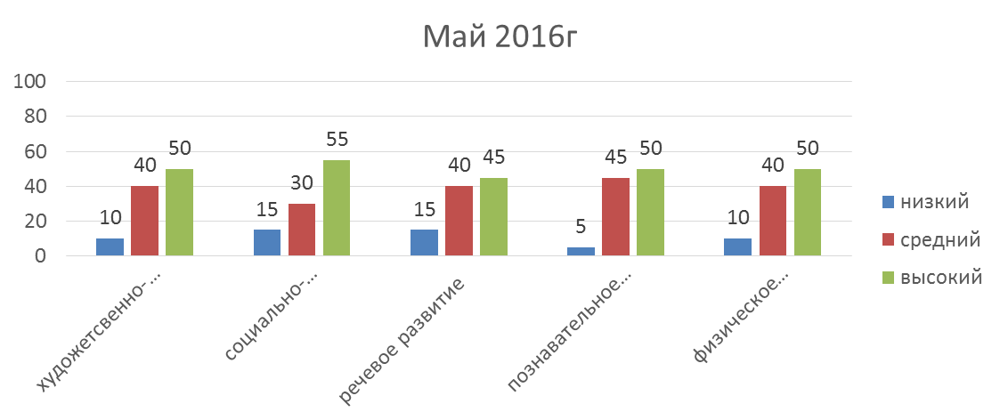 Май 2016г
100
80
60
40
20
0
10 40 50
15 30 55
15 40 45
5 45 50
10 40 50
художетсвенно-...
социально-...
речевое развитие
познавательное...
физическое...
низкий
средний
высокий